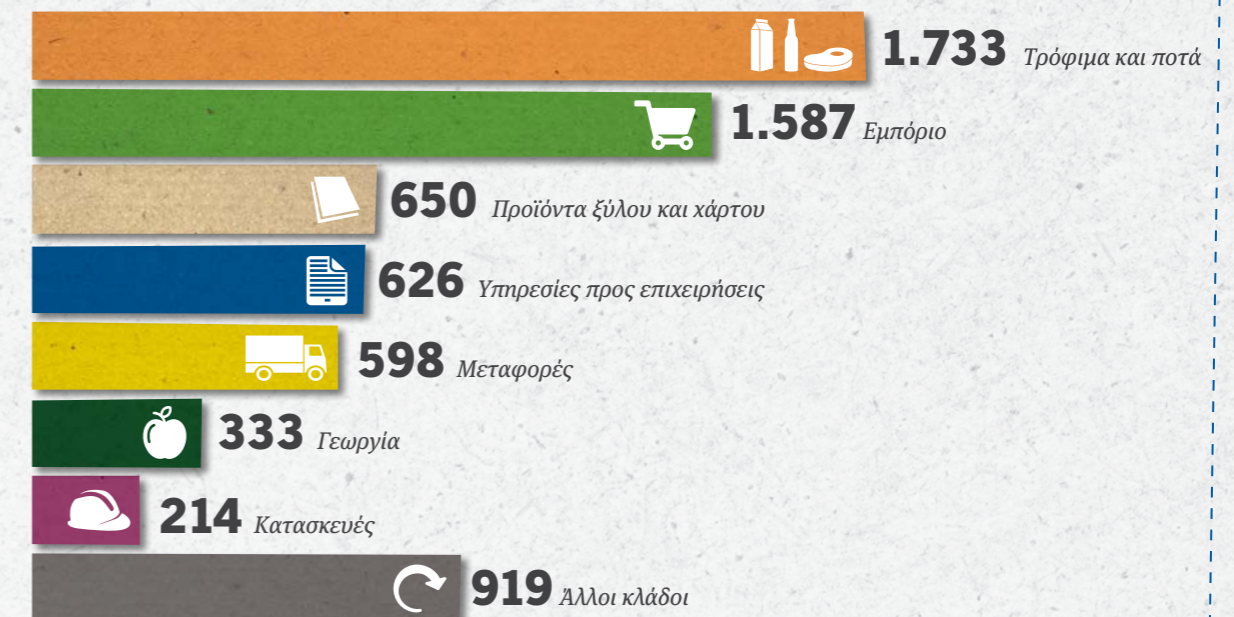 1.733 Τρόφιμα και ποτά
1.587 Εμπόριο
650 Προϊόντα ξύλου και χάρτου
626 Υπηρεσίες προς επιχειρήσεις
598 Μεταφορές
333 Γεωργία
214 Κατασκευές
919 Άλλοι κλάδοι